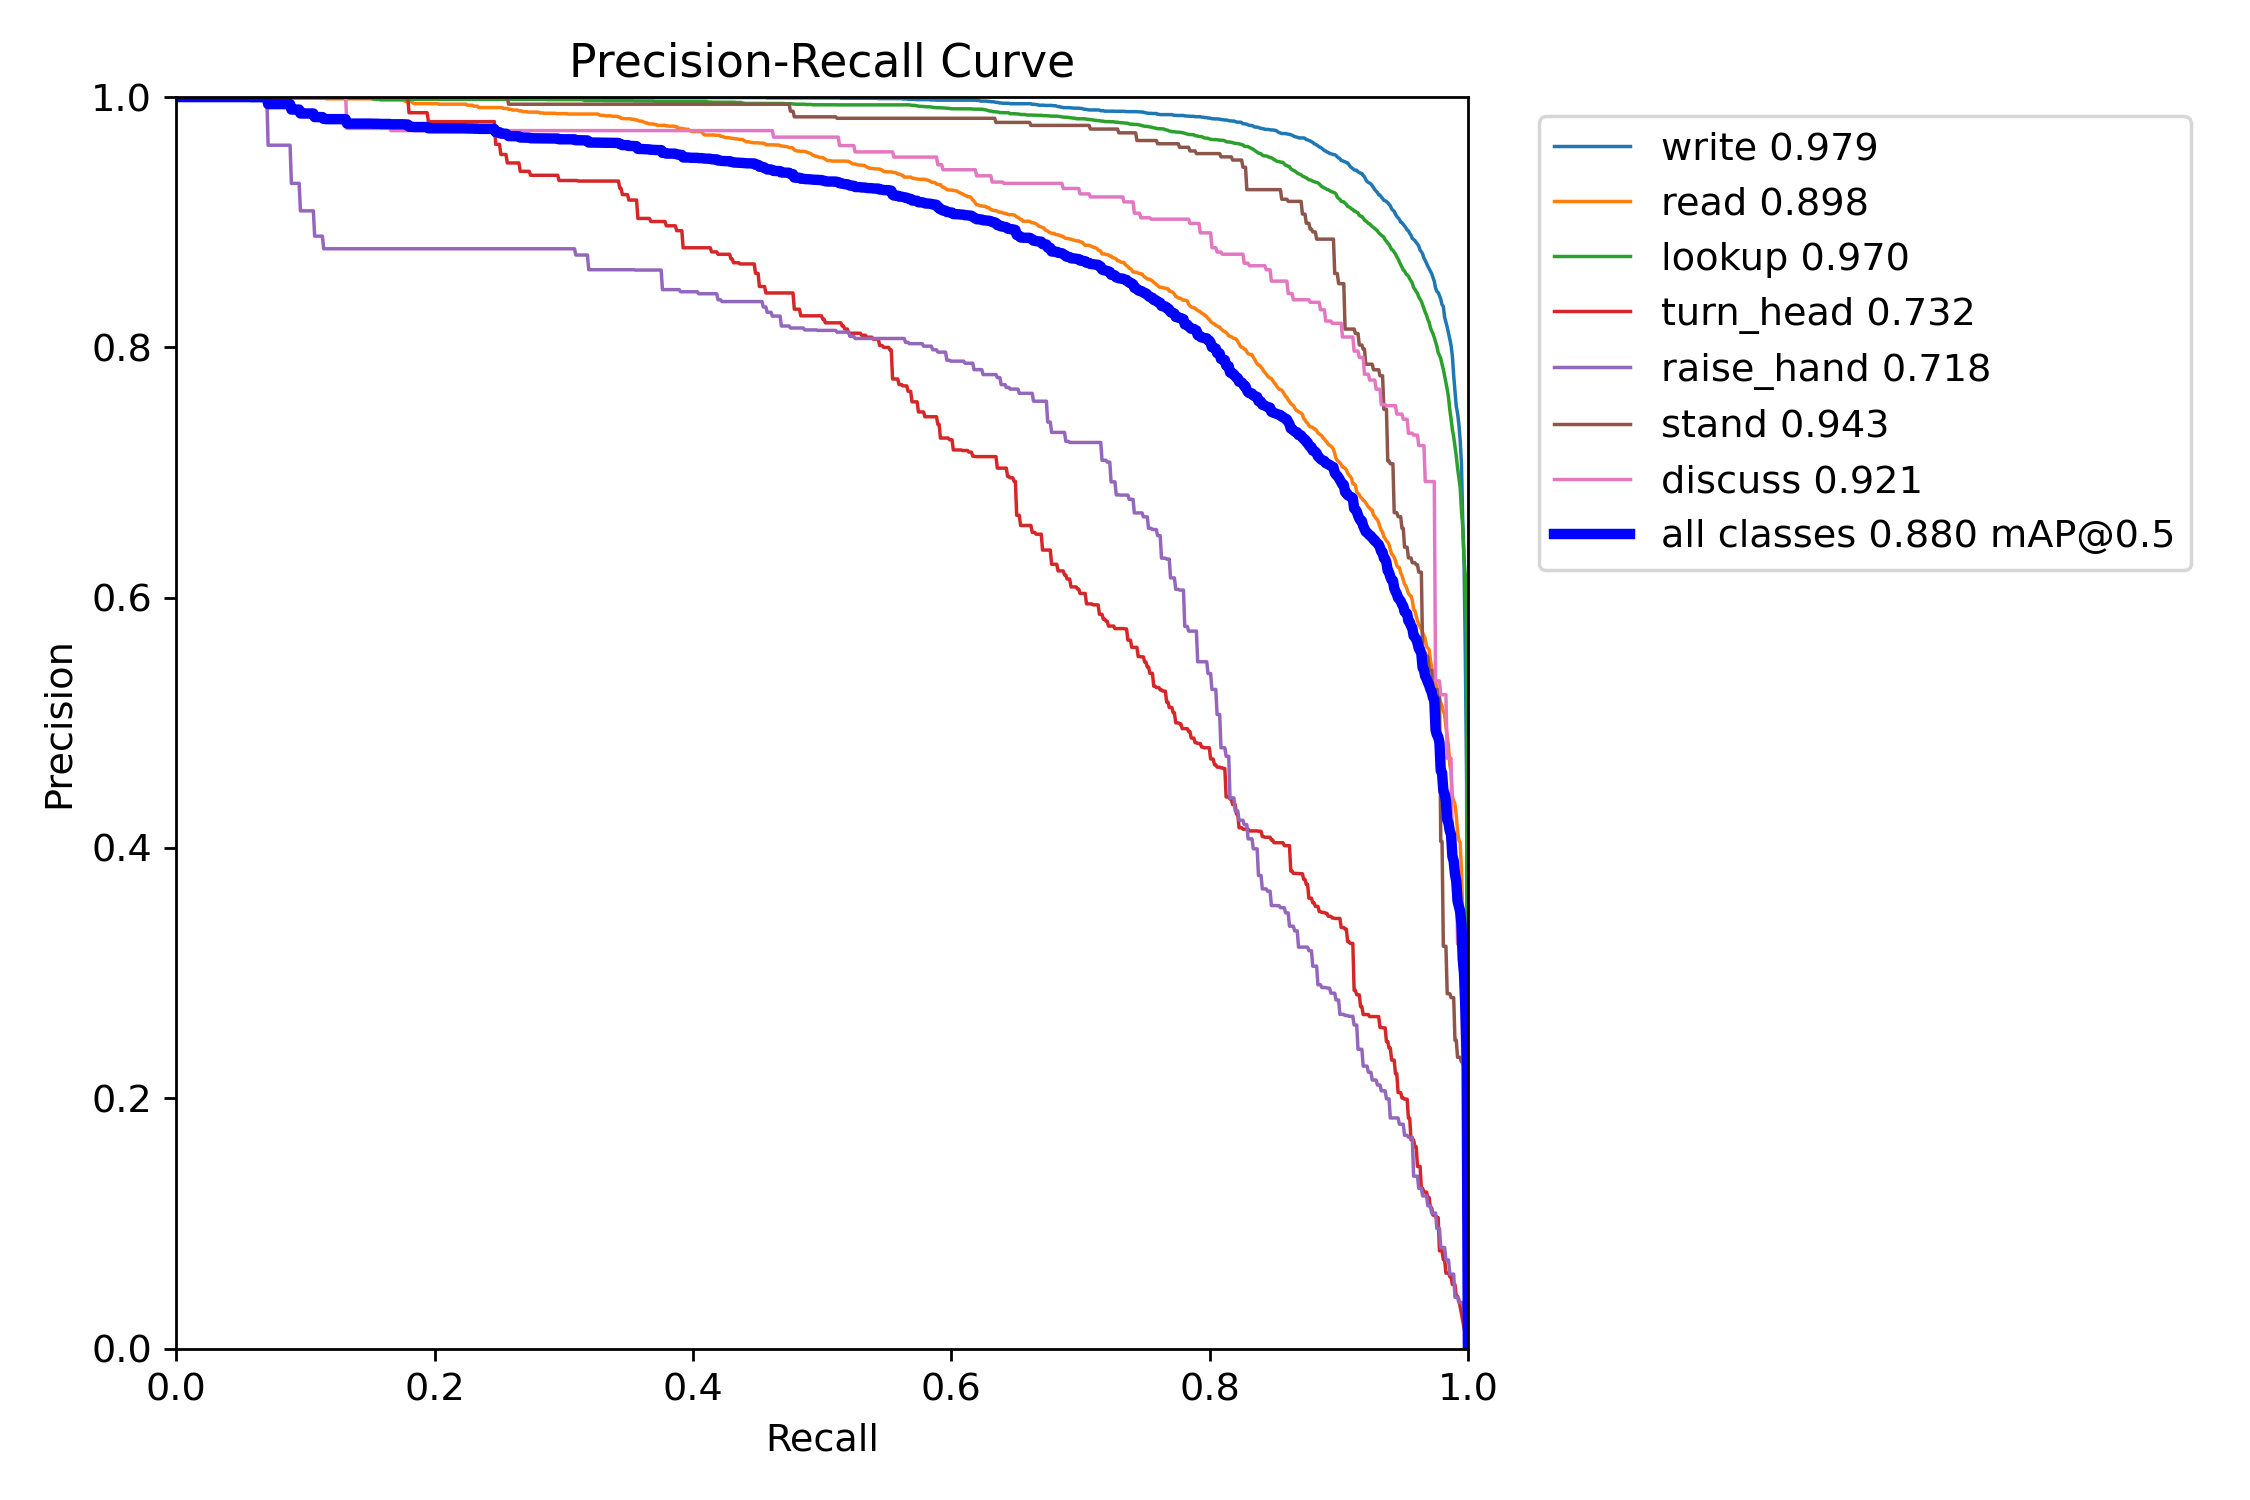 Precision-Recall Curve
1.0
0.8
0.6
0.4
0.2
0.0
Precision
0.0 0.2 0.4 0.6 0.8 1.0
Recall
write 0.979
read 0.898
lookup 0.970
turn_head 0.732
raise_hand 0.718
stand 0.943
discuss 0.921
all classes 0.880 mAP@0.5